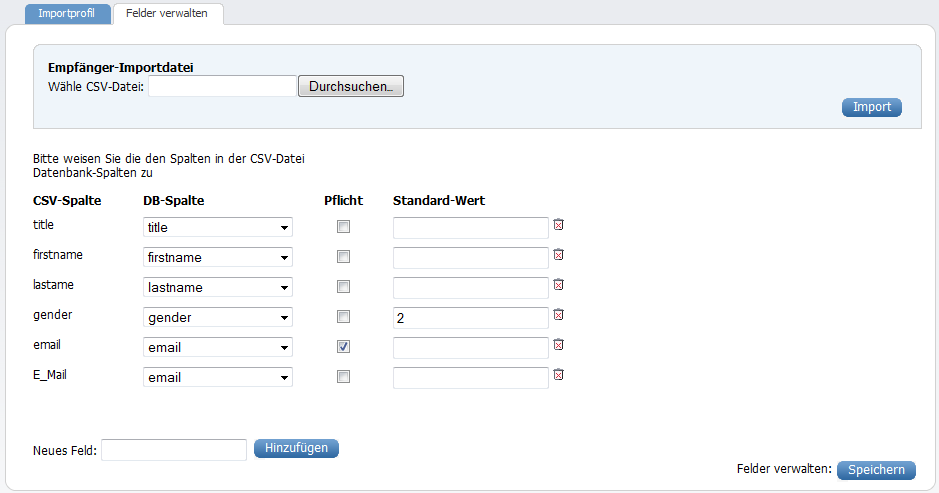 Importprofil Felder verwalten
Empfänger-Importdatei
Wähle CSV-Datei: Durchsuchen...
Import
Bitte weisen Sie die den Spalten in der CSV-Datei
Datenbank-Spalten zu
CSV-Spalte DB-Spalte Pflicht Standard-Wert
title title
firstname firstname
lastame lastname
gender gender 2
email email
E_Mail email
Neues Feld: Hinzufügen
Felder verwalten: Speichern